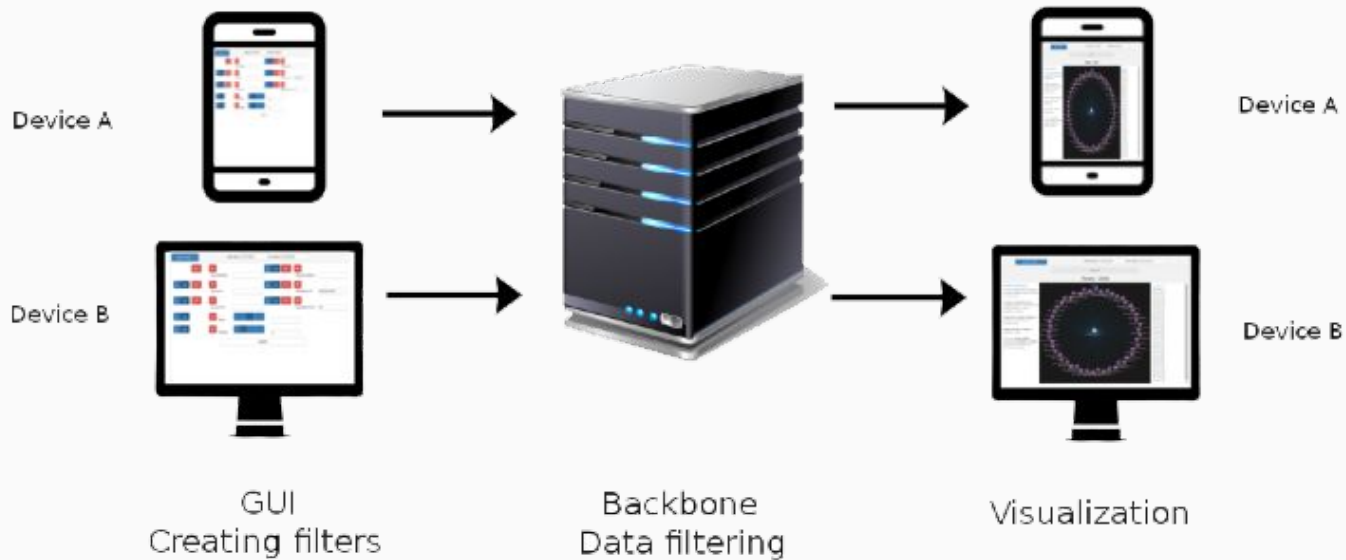 Device A
Device A
Device B
Device B
GUI
Creating filters
Backbone
Data filtering
Visualization